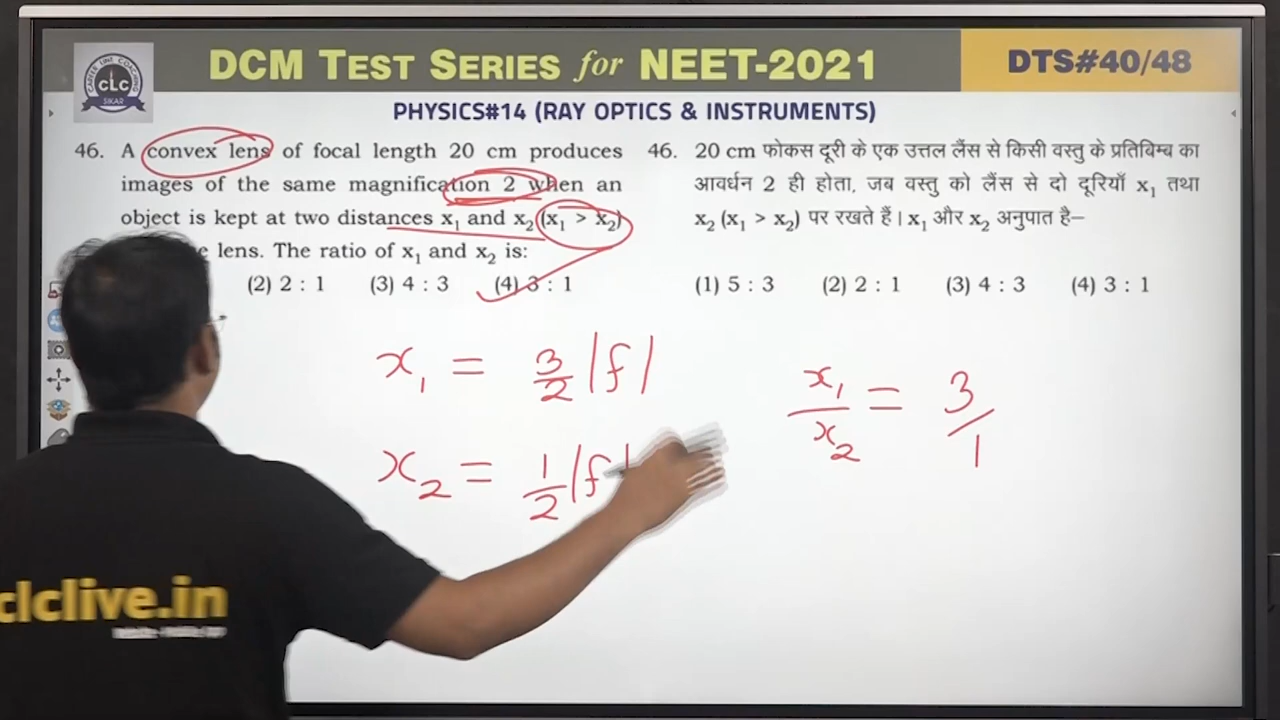 DCM TEST SERIES for NEET-2021
DTS#40/48
CLC
SIKAR
PHYSICS#14 (RAY OPTICS & INSTRUMENTS)
46. A convex lens of focal length 20 cm produces
images of the same magnification 2 when an
object is kept at two distances x₁ and x₂ (x₁ > x₂)
lens. The ratio of x₁ and x₂ is:
(2) 2 : 1 (3) 4 : 3 (4) 3 : 1
46. 20 cm फोकस दूरी के एक उत्तल लैंस से किसी वस्तु के प्रतिबिम्ब का
आवर्धन 2 ही होता, जब वस्तु को लैंस से दो दूरियाँ x₁ तथा
x₂ (x₁ > x₂) पर रखते हैं। x₁ और x₂ अनुपात है–
(1) 5 : 3 (2) 2 : 1 (3) 4 : 3 (4) 3 : 1
x₁ = 3/2 |f|
x₂ = 1/2 |f|
x₁/x₂ = 3/1
clclive.in